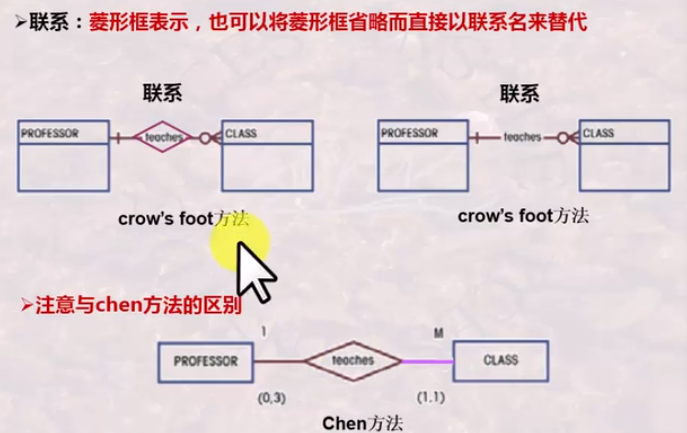 ➢联系：菱形框表示，也可以将菱形框省略而直接以联系名来替代
联系
联系
PROFESSOR
teaches
CLASS
PROFESSOR
teaches
CLASS
crow's foot方法
crow's foot方法
➢注意与chen方法的区别
1
M
PROFESSOR
teaches
CLASS
(0,3)
(1.1)
Chen方法